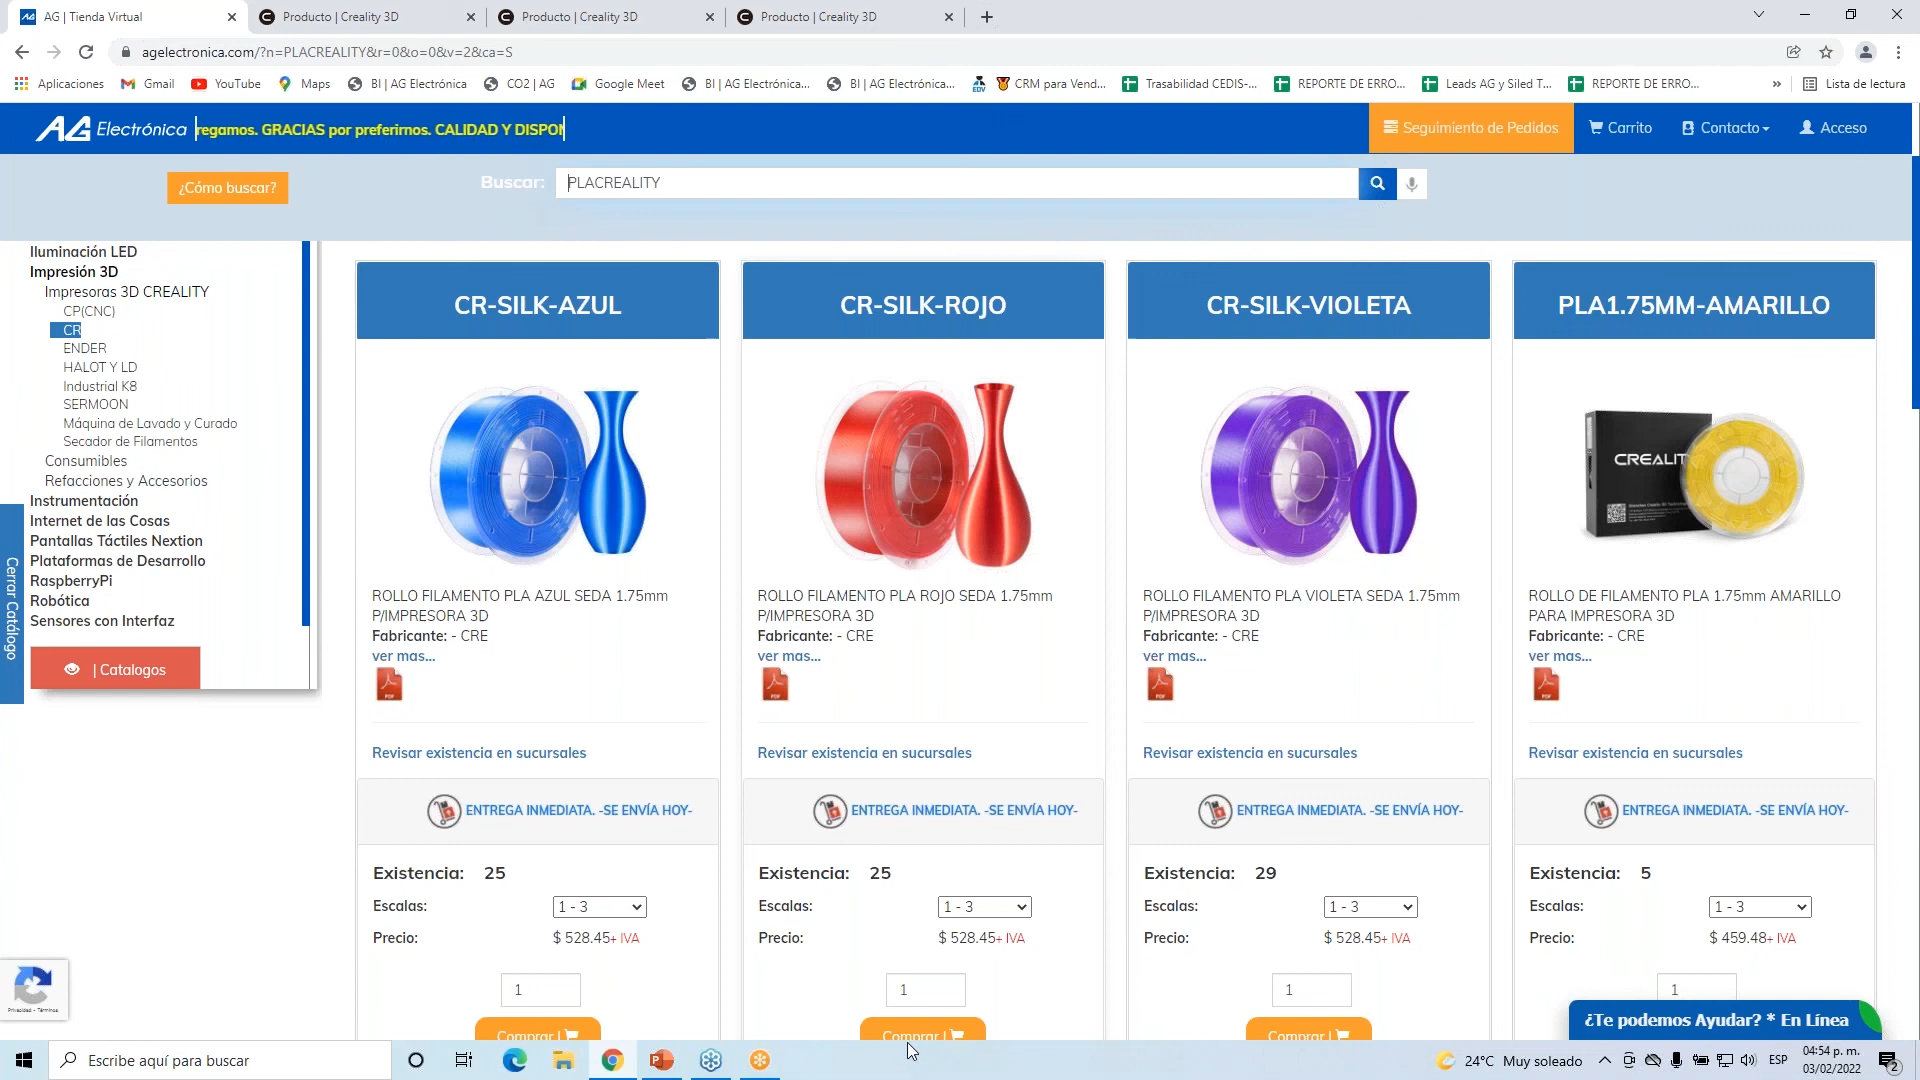 AG | Tienda Virtual
Producto | Creality 3D
Producto | Creality 3D
Producto | Creality 3D
agelectronica.com/?n=PLACREALITY&r=0&o=0&v=2&ca=S
Aplicaciones
Gmail
YouTube
Maps
BI | AG Electrónica
CO2 | AG
Google Meet
BI | AG Electrónica...
BI | AG Electrónica...
EDV
CRM para Vend...
Trasabilidad CEDIS-...
REPORTE DE ERRO...
Leads AG y Siled T...
REPORTE DE ERRO...
»
Lista de lectura
AG Electrónica
regamos. GRACIAS por preferirnos. CALIDAD Y DISPON
Seguimiento de Pedidos
Carrito
Contacto
Acceso
¿Cómo buscar?
Buscar:
PLACREALITY
Iluminación LED
Impresión 3D
Impresoras 3D CREALITY
CP(CNC)
CR
ENDER
HALOT Y LD
Industrial K8
SERMOON
Máquina de Lavado y Curado
Secador de Filamentos
Consumibles
Refacciones y Accesorios
Instrumentación
Internet de las Cosas
Pantallas Táctiles Nextion
Plataformas de Desarrollo
RaspberryPi
Robótica
Sensores con Interfaz
| Catalogos
Cerrar Catálogo
CR-SILK-AZUL
ROLLO FILAMENTO PLA AZUL SEDA 1.75mm
P/IMPRESORA 3D
Fabricante: - CRE
ver mas...
PDF
Revisar existencia en sucursales
ENTREGA INMEDIATA. -SE ENVÍA HOY-
Existencia: 25
Escalas: 1 - 3
Precio: $ 528.45+ IVA
1
Comprar |
CR-SILK-ROJO
ROLLO FILAMENTO PLA ROJO SEDA 1.75mm
P/IMPRESORA 3D
Fabricante: - CRE
ver mas...
PDF
Revisar existencia en sucursales
ENTREGA INMEDIATA. -SE ENVÍA HOY-
Existencia: 25
Escalas: 1 - 3
Precio: $ 528.45+ IVA
1
Comprar |
CR-SILK-VIOLETA
ROLLO FILAMENTO PLA VIOLETA SEDA 1.75mm
P/IMPRESORA 3D
Fabricante: - CRE
ver mas...
PDF
Revisar existencia en sucursales
ENTREGA INMEDIATA. -SE ENVÍA HOY-
Existencia: 29
Escalas: 1 - 3
Precio: $ 528.45+ IVA
1
Comprar |
PLA1.75MM-AMARILLO
CREALIT
ROLLO DE FILAMENTO PLA 1.75mm AMARILLO
PARA IMPRESORA 3D
Fabricante: - CRE
ver mas...
PDF
Revisar existencia en sucursales
ENTREGA INMEDIATA. -SE ENVÍA HOY-
Existencia: 5
Escalas: 1 - 3
Precio: $ 459.48+ IVA
1
¿Te podemos Ayudar? * En Línea
Privacidad - Términos
Escribe aquí para buscar
24°C Muy soleado
ESP
04:54 p. m.
03/02/2022
2